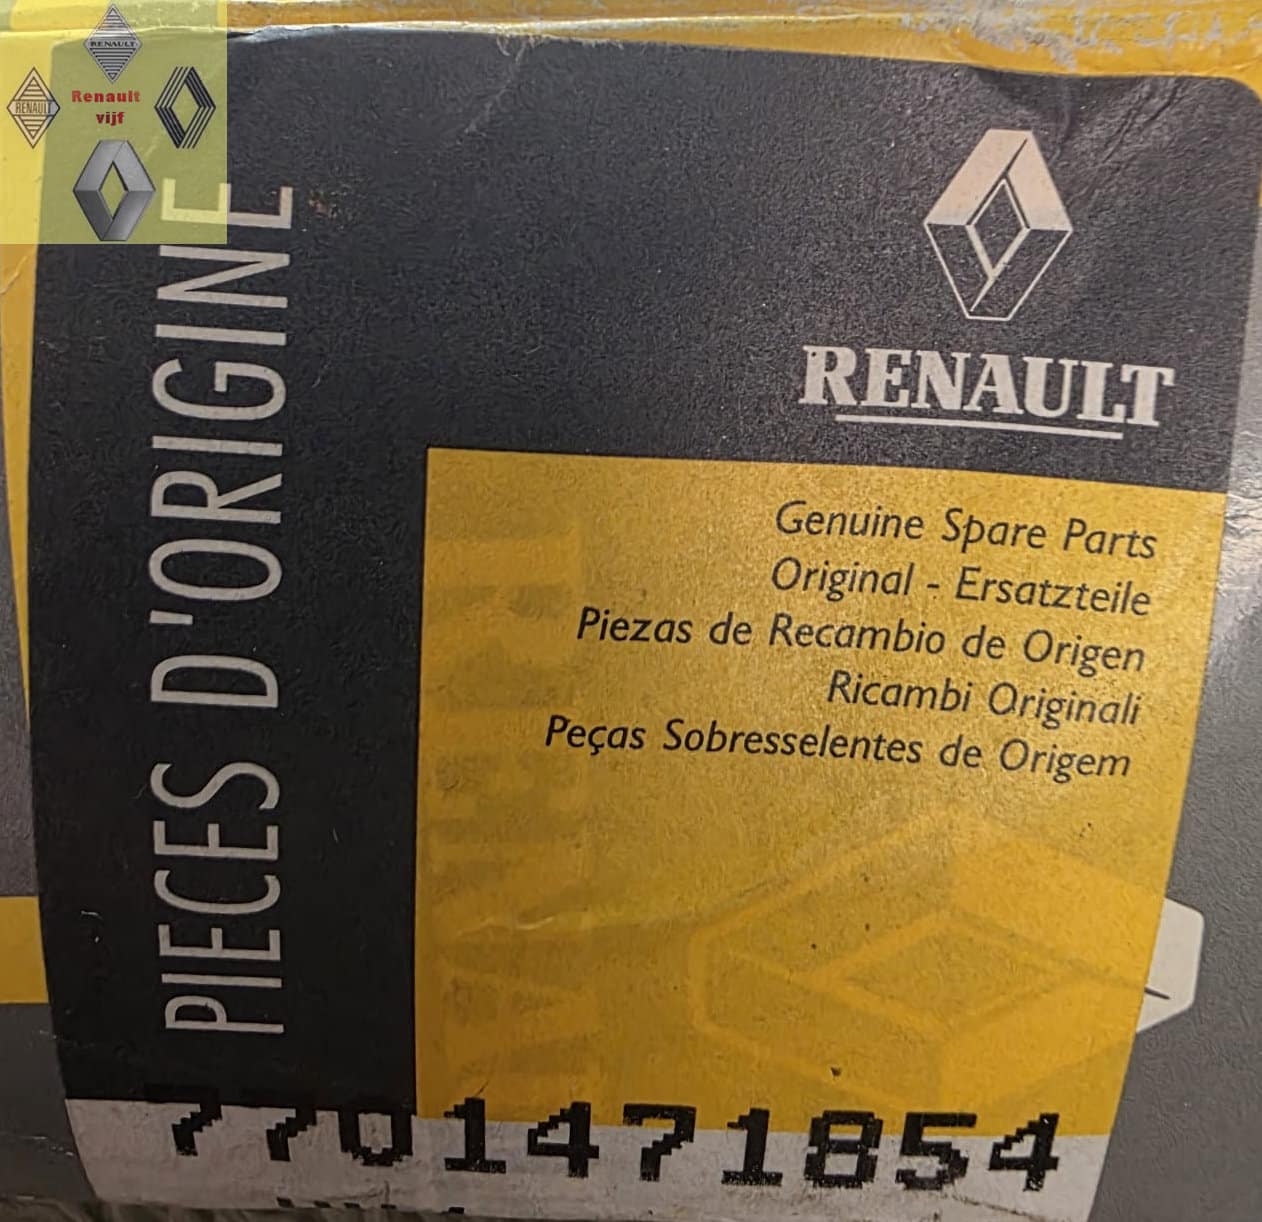 RENAULT
RENAULT
Renault
vijf
PIECES D'ORIGINE
RENAULT
Genuine Spare Parts
Original - Ersatzteile
Piezas de Recambio de Origen
Ricambi Originali
Peças Sobresselentes de Origem
7701471854